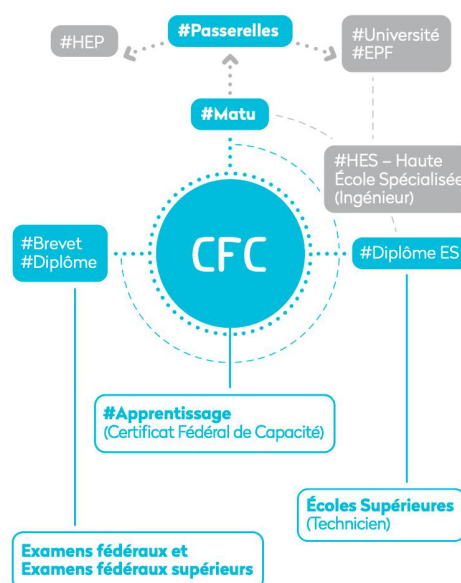 #Passerelles
#HEP
#Université
#EPF
#Matu
#HES – Haute
École Spécialisée
(Ingénieur)
#Brevet
#Diplôme
CFC
#Diplôme ES
#Apprentissage
(Certificat Fédéral de Capacité)
Écoles Supérieures
(Technicien)
Examens fédéraux et
Examens fédéraux supérieurs